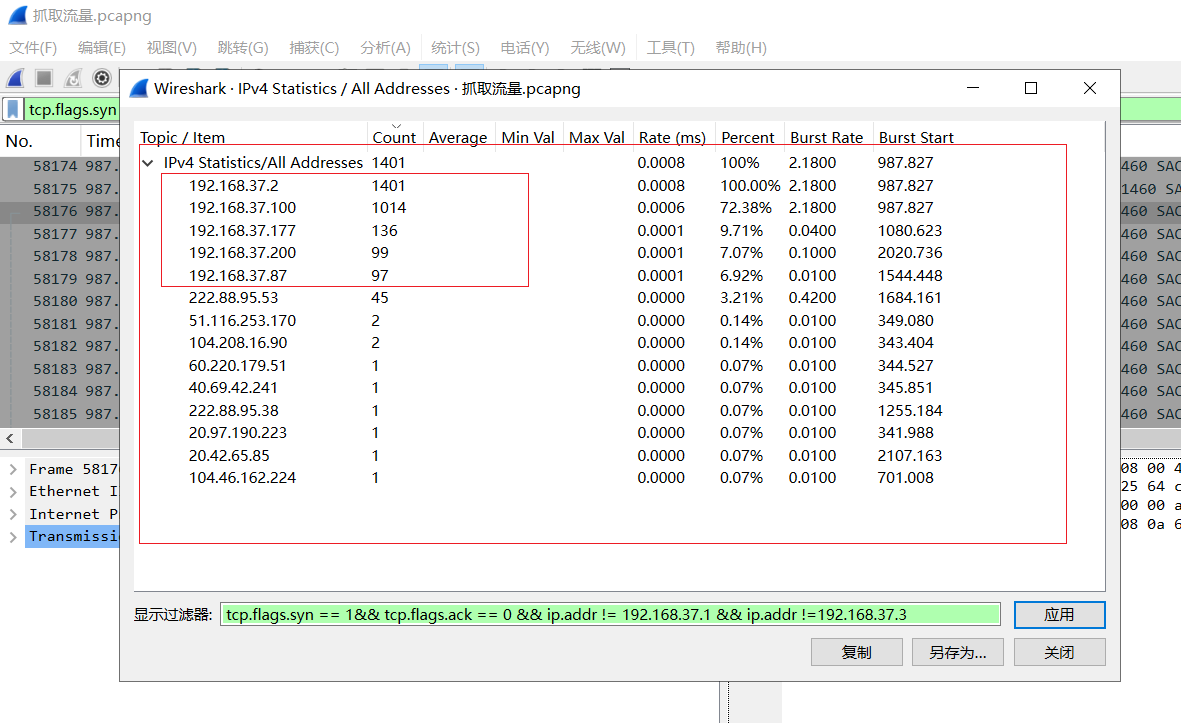 抓取流量.pcapng
文件(F) 编辑(E) 视图(V) 跳转(G) 捕获(C) 分析(A) 统计(S) 电话(Y) 无线(W) 工具(T) 帮助(H)
Wireshark · IPv4 Statistics / All Addresses · 抓取流量.pcapng
tcp.flags.syn
No. Time
Topic / Item Count Average Min Val Max Val Rate (ms) Percent Burst Rate Burst Start
IPv4 Statistics/All Addresses 1401 0.0008 100% 2.1800 987.827
192.168.37.2 1401 0.0008 100.00% 2.1800 987.827
192.168.37.100 1014 0.0006 72.38% 2.1800 987.827
192.168.37.177 136 0.0001 9.71% 0.0400 1080.623
192.168.37.200 99 0.0001 7.07% 0.1000 2020.736
192.168.37.87 97 0.0001 6.92% 0.0100 1544.448
222.88.95.53 45 0.0000 3.21% 0.4200 1684.161
51.116.253.170 2 0.0000 0.14% 0.0100 349.080
104.208.16.90 2 0.0000 0.14% 0.0100 343.404
60.220.179.51 1 0.0000 0.07% 0.0100 344.527
40.69.42.241 1 0.0000 0.07% 0.0100 345.851
222.88.95.38 1 0.0000 0.07% 0.0100 1255.184
20.97.190.223 1 0.0000 0.07% 0.0100 341.988
20.42.65.85 1 0.0000 0.07% 0.0100 2107.163
104.46.162.224 1 0.0000 0.07% 0.0100 701.008
58174 987. 460 SAC
58175 987. 1460 SA
58176 987. 460 SAC
58177 987. 460 SAC
58178 987. 460 SAC
58179 987. 460 SAC
58180 987. 460 SAC
58181 987. 460 SAC
58182 987. 460 SAC
58183 987. 460 SAC
58184 987. 460 SAC
58185 987. 460 SAC
Frame 5817 08 00 4
Ethernet I 25 64 c
Internet P 00 00 a
Transmissi 08 0a 6
显示过滤器: tcp.flags.syn == 1&& tcp.flags.ack == 0 && ip.addr != 192.168.37.1 && ip.addr !=192.168.37.3 应用
复制 另存为… 关闭